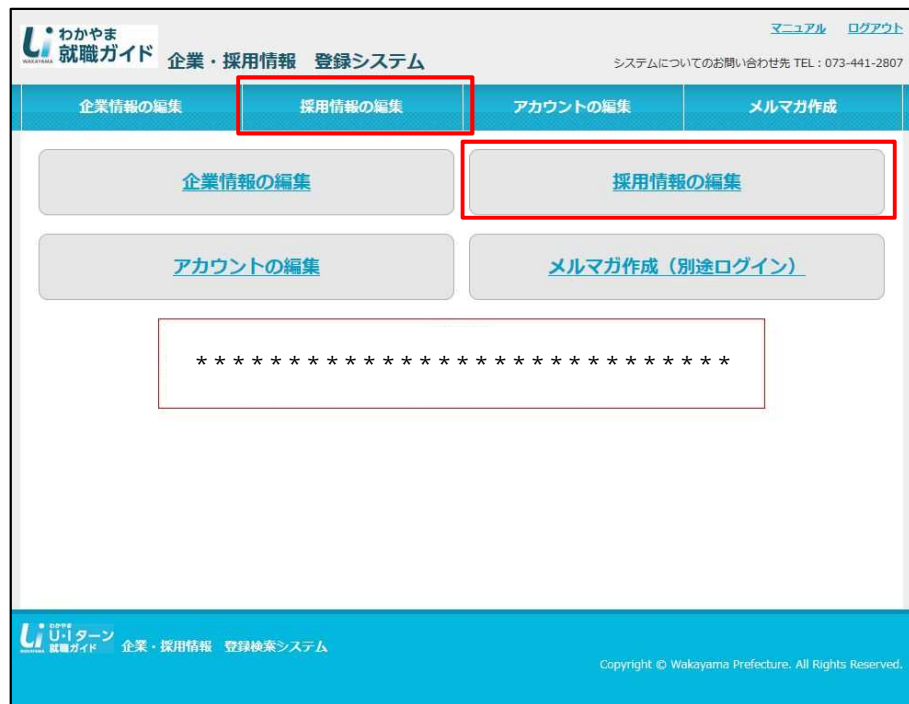 マニュアル ログアウト
わかやま
就職ガイド 企業・採用情報 登録システム
WAKAYAMA
システムについてのお問い合わせ先 TEL：073-441-2807
企業情報の編集 採用情報の編集 アカウントの編集 メルマガ作成
企業情報の編集 採用情報の編集
アカウントの編集 メルマガ作成（別途ログイン）
*****************************
わかやま
U・Iターン
就職ガイド 企業・採用情報 登録検索システム
WAKAYAMA
Copyright © Wakayama Prefecture. All Rights Reserved.